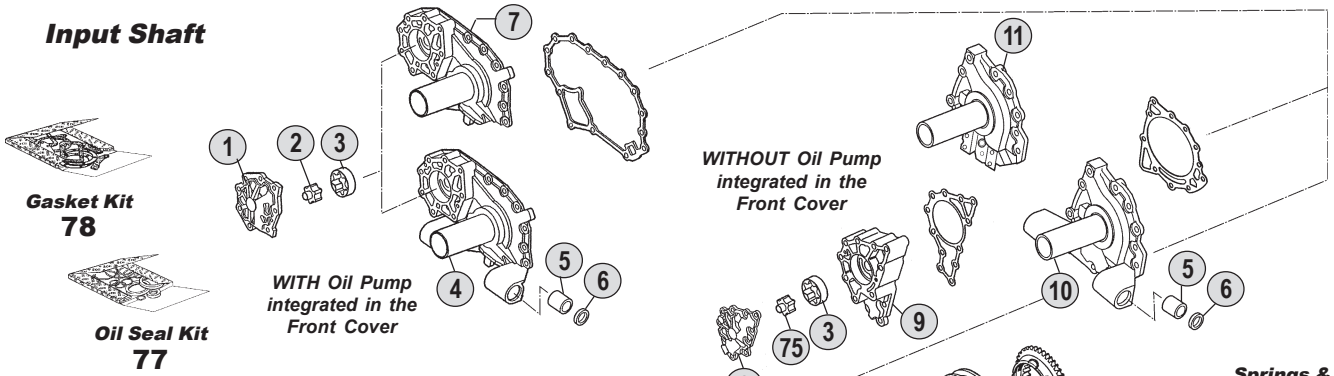 Input Shaft
7
11
1
2
3
Gasket Kit
78
WITHOUT Oil Pump
integrated in the
Front Cover
4
5
6
WITH Oil Pump
integrated in the
Front Cover
Oil Seal Kit
77
75
3
9
10
5
6
Springs &